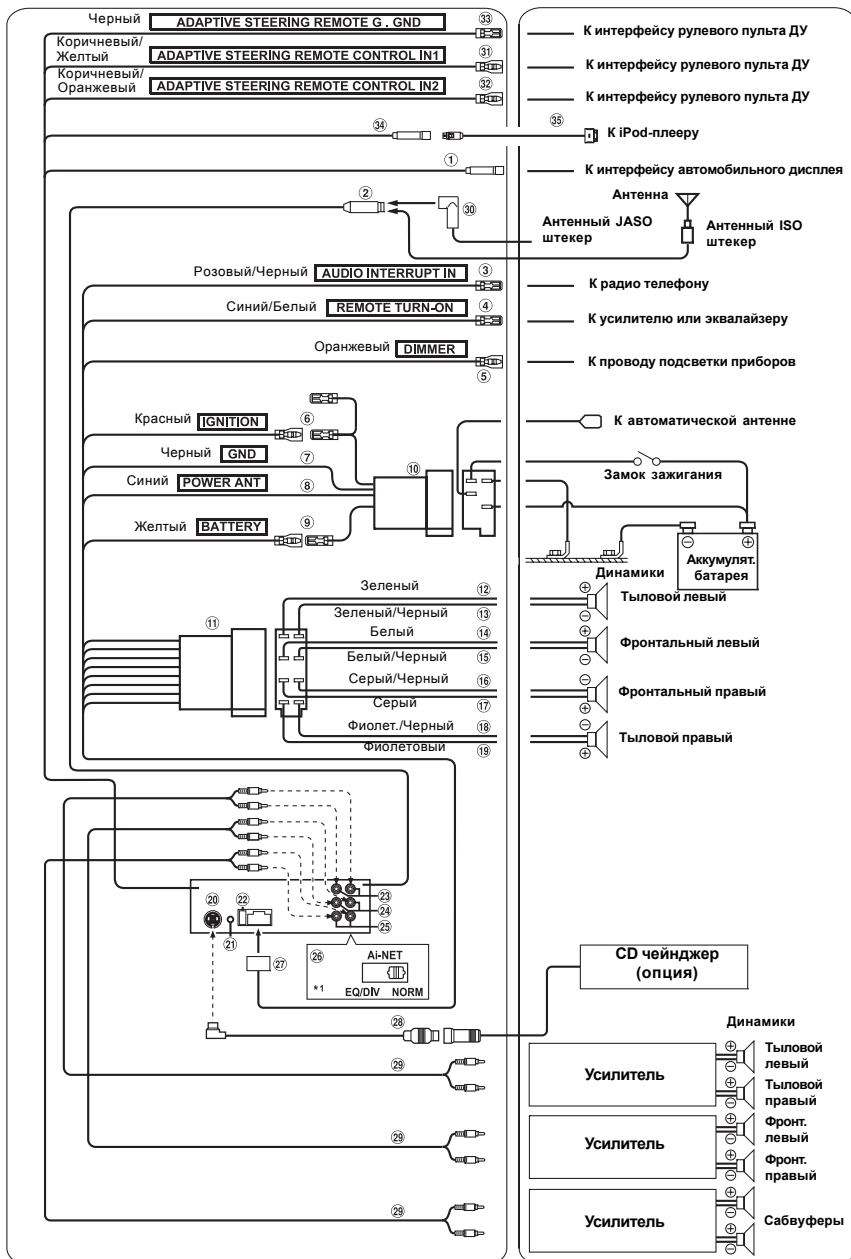 Черный ADAPTIVE STEERING REMOTE G . GND ㉝ К интерфейсу рулевого пульта ДУ
Коричневый/
Желтый ADAPTIVE STEERING REMOTE CONTROL IN1 ㉛ К интерфейсу рулевого пульта ДУ
Коричневый/
Оранжевый ADAPTIVE STEERING REMOTE CONTROL IN2 ㉜ К интерфейсу рулевого пульта ДУ
㉞ ㉟ К iPod-плееру
① К интерфейсу автомобильного дисплея
② ㉚ Антенна
Антенный JASO
штекер
Антенный ISO
штекер
Розовый/Черный AUDIO INTERRUPT IN ③ К радио телефону
Синий/Белый REMOTE TURN-ON ④ К усилителю или эквалайзеру
Оранжевый DIMMER ⑤ К проводу подсветки приборов
Красный IGNITION ⑥ К автоматической антенне
Черный GND ⑦ ⑩ Замок зажигания
Синий POWER ANT ⑧
Желтый BATTERY ⑨
⊖ ⊕
Аккумулят.
батарея
Динамики
⑪
Зеленый ⑫ ⊕ Тыловой левый
Зеленый/Черный ⑬ ⊖
Белый ⑭ ⊕ Фронтальный левый
Белый/Черный ⑮ ⊖
Серый/Черный ⑯ ⊖ Фронтальный правый
Серый ⑰ ⊕
Фиолет./Черный ⑱ ⊖ Тыловой правый
Фиолетовый ⑲ ⊕
⑳ ㉑ ㉒ ㉓ ㉔ ㉕
㉖ Ai-NET
*1 EQ/DIV NORM
㉗
CD чейнджер
(опция)
㉘
Динамики
㉙ Усилитель
⊕ ⊖ Тыловой
левый
⊕ ⊖ Тыловой
правый
㉙ Усилитель
⊕ ⊖ Фронт.
левый
⊕ ⊖ Фронт.
правый
㉙ Усилитель
⊕ ⊖ ⊕ ⊖ Сабвуферы